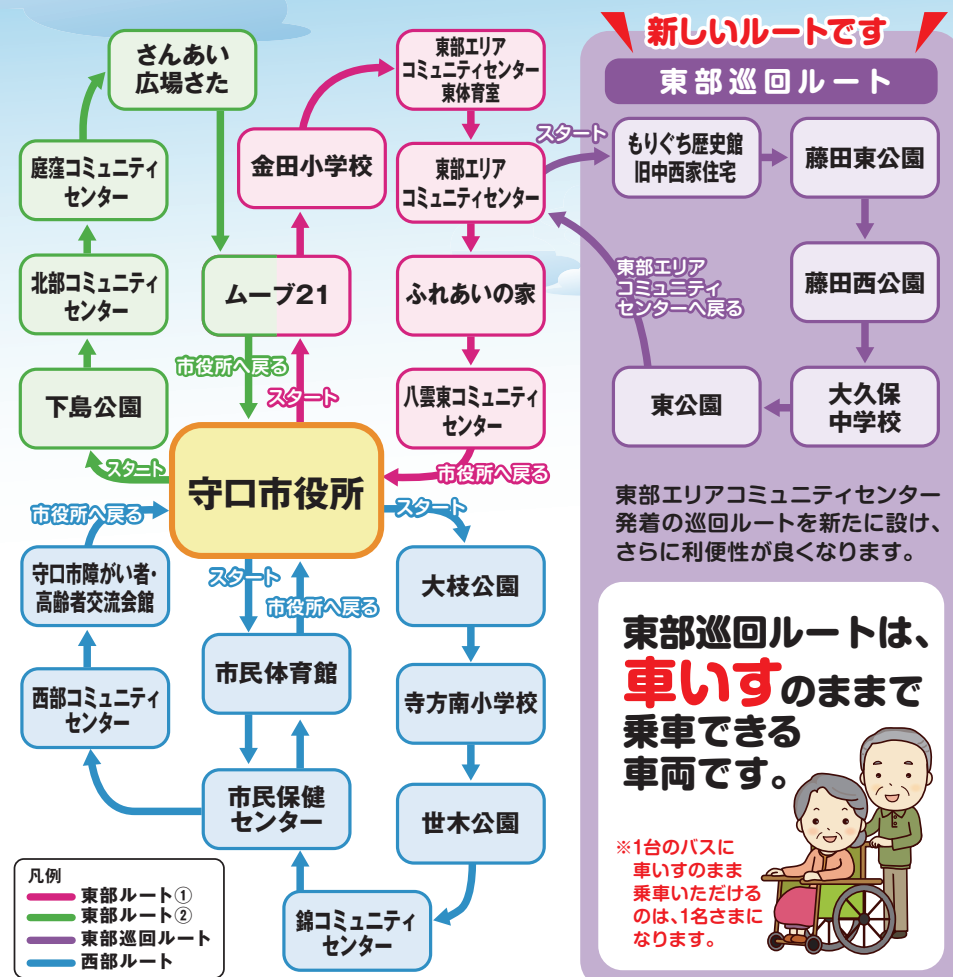 さんあい
広場さた
庭窪コミュニティ
センター
北部コミュニティ
センター
下島公園
金田小学校
ムーブ21
市役所へ戻る
スタート
スタート
東部エリア
コミュニティセンター
東体育室
東部エリア
コミュニティセンター
ふれあいの家
八雲東コミュニティ
センター
市役所へ戻る
守口市役所
市役所へ戻る
スタート
スタート
市役所へ戻る
守口市障がい者・
高齢者交流会館
西部コミュニティ
センター
市民体育館
市民保健
センター
大枝公園
寺方南小学校
世木公園
錦コミュニティ
センター
凡例
東部ルート①
東部ルート②
東部巡回ルート
西部ルート
新しいルートです
東部巡回ルート
スタート
もりぐち歴史館
旧中西家住宅
藤田東公園
藤田西公園
大久保
中学校
東公園
東部エリア
コミュニティ
センターへ戻る
東部エリアコミュニティセンター
発着の巡回ルートを新たに設け、
さらに利便性が良くなります。
東部巡回ルートは、
車いすのままで
乗車できる
車両です。
※1台のバスに
車いすのまま
乗車いただける
のは、1名さまに
なります。